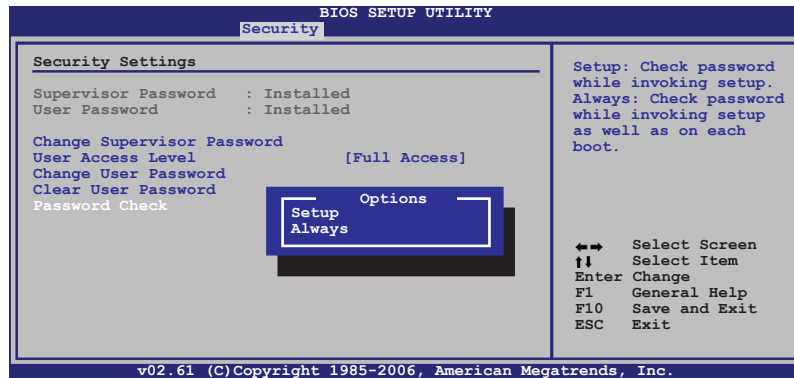 BIOS SETUP UTILITY
Security
Security Settings
Supervisor Password : Installed
User Password : Installed
Change Supervisor Password
User Access Level [Full Access]
Change User Password
Clear User Password
Password Check
Options
Setup
Always
Setup: Check password
while invoking setup.
Always: Check password
while invoking setup
as well as on each
boot.
←→ Select Screen
↑↓ Select Item
Enter Change
F1 General Help
F10 Save and Exit
ESC Exit
v02.61 (C)Copyright 1985-2006, American Megatrends, Inc.